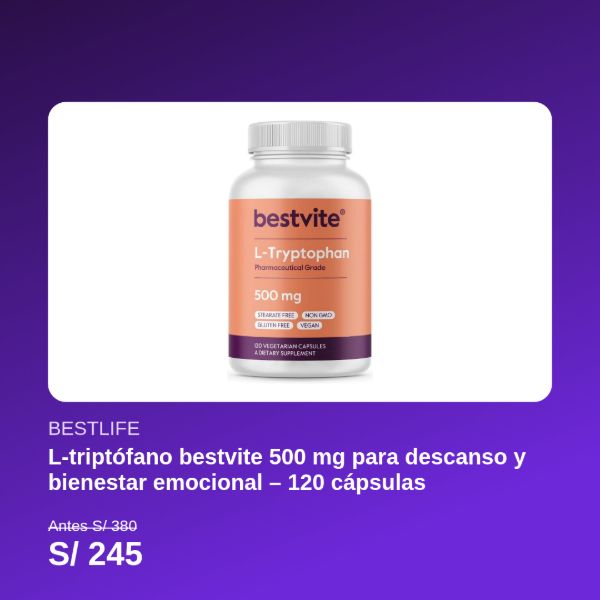 bestvite®
L-Tryptophan
Pharmaceutical Grade
500 mg
STEARATE FREE NON GMO
GLUTEN FREE VEGAN
120 VEGETARIAN CAPSULES
A DIETARY SUPPLEMENT
BESTLIFE
L-triptófano bestvite 500 mg para descanso y
bienestar emocional – 120 cápsulas
Antes S/ 380
S/ 245